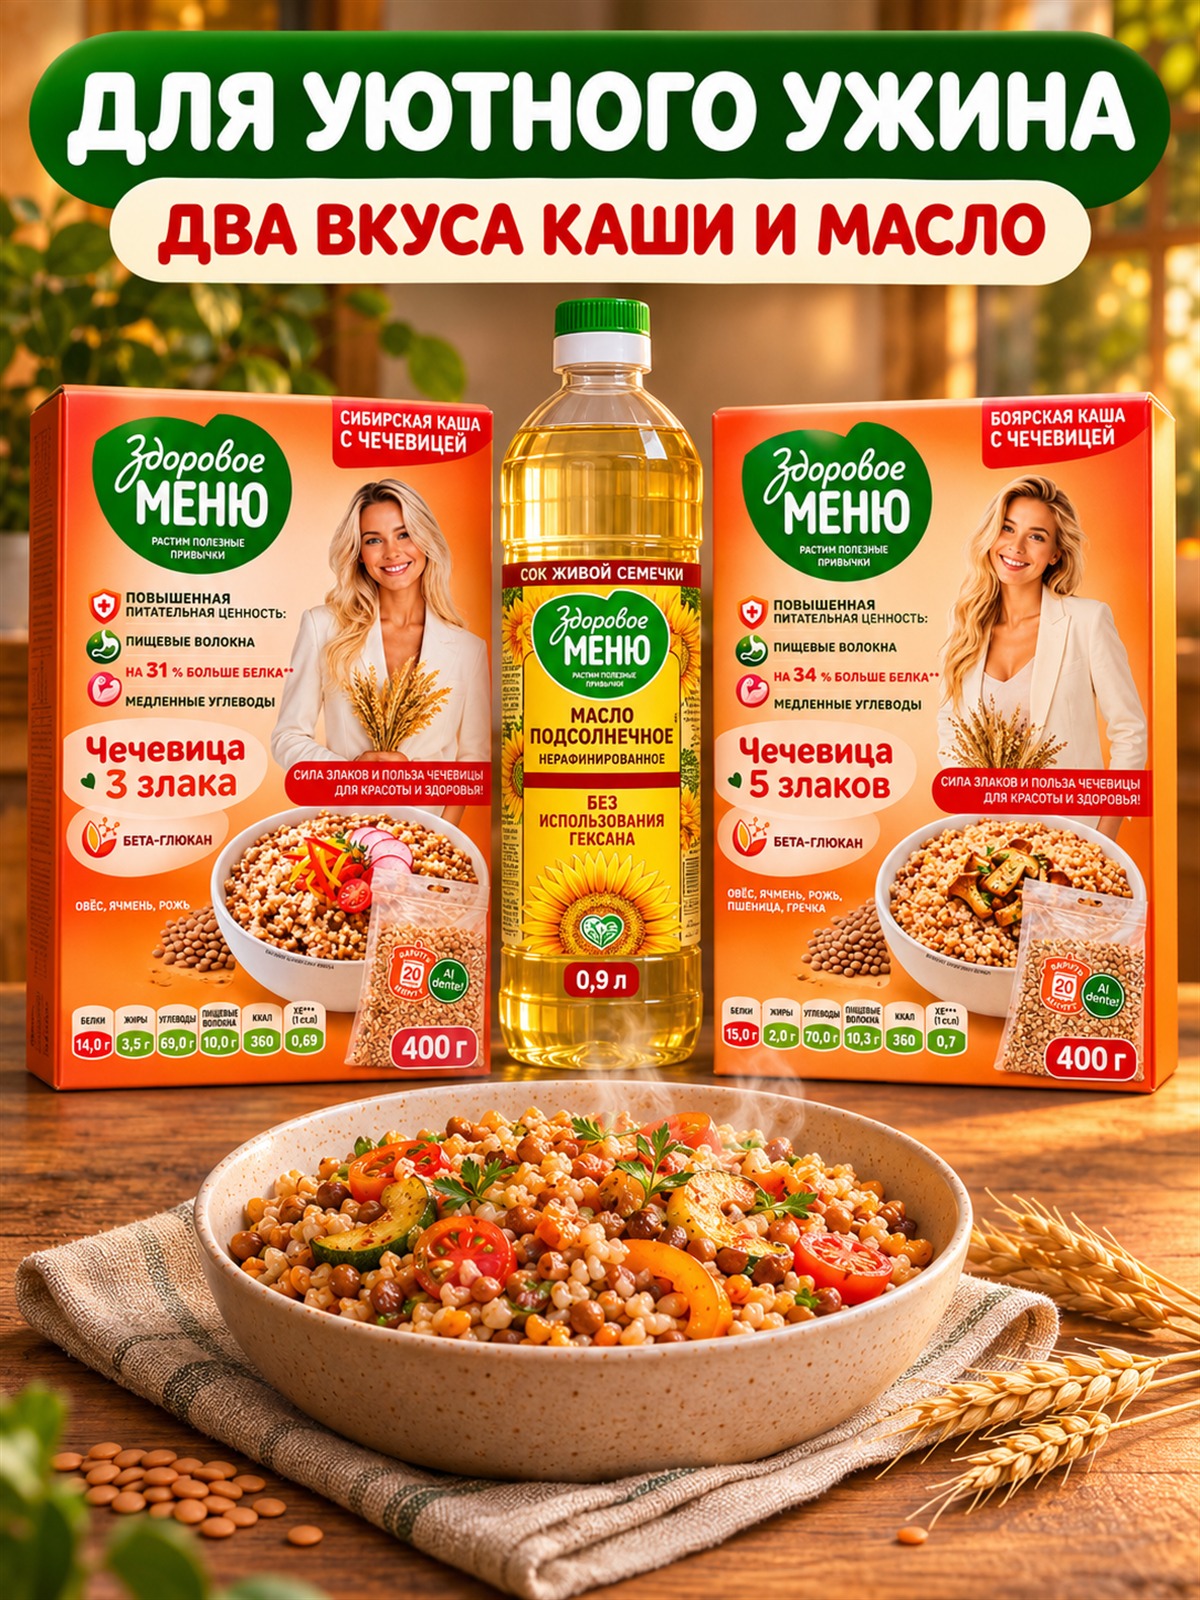 ДЛЯ УЮТНОГО УЖИНА
ДВА ВКУСА КАШИ И МАСЛО
СИБИРСКАЯ КАША
С ЧЕЧЕВИЦЕЙ
Здоровое
МЕНЮ
РАСТИМ ПОЛЕЗНЫЕ
ПРИВЫЧКИ
ПОВЫШЕННАЯ
ПИТАТЕЛЬНАЯ ЦЕННОСТЬ:
ПИЩЕВЫЕ ВОЛОКНА
НА 31 % БОЛЬШЕ БЕЛКА**
МЕДЛЕННЫЕ УГЛЕВОДЫ
Чечевица
3 злака
СИЛА ЗЛАКОВ И ПОЛЬЗА ЧЕЧЕВИЦЫ
ДЛЯ КРАСОТЫ И ЗДОРОВЬЯ!
БЕТА-ГЛЮКАН
ОВЁС, ЯЧМЕНЬ, РОЖЬ
20
Al
dente!
БЕЛКИ ЖИРЫ УГЛЕВОДЫ ПИЩЕВЫЕ ВОЛОКНА ККАЛ ХЕ*** (1 ст.л)
14,0 г 3,5 г 69,0 г 10,0 г 360 0,69
400 г
СОК ЖИВОЙ СЕМЕЧКИ
Здоровое
МЕНЮ
РАСТИМ ПОЛЕЗНЫЕ
ПРИВЫЧКИ
МАСЛО
ПОДСОЛНЕЧНОЕ
НЕРАФИНИРОВАННОЕ
БЕЗ
ИСПОЛЬЗОВАНИЯ
ГЕКСАНА
0,9 л
БОЯРСКАЯ КАША
С ЧЕЧЕВИЦЕЙ
Здоровое
МЕНЮ
РАСТИМ ПОЛЕЗНЫЕ
ПРИВЫЧКИ
ПОВЫШЕННАЯ
ПИТАТЕЛЬНАЯ ЦЕННОСТЬ:
ПИЩЕВЫЕ ВОЛОКНА
НА 34 % БОЛЬШЕ БЕЛКА**
МЕДЛЕННЫЕ УГЛЕВОДЫ
Чечевица
5 злаков
СИЛА ЗЛАКОВ И ПОЛЬЗА ЧЕЧЕВИЦЫ
ДЛЯ КРАСОТЫ И ЗДОРОВЬЯ!
БЕТА-ГЛЮКАН
ОВЁС, ЯЧМЕНЬ, РОЖЬ,
ПШЕНИЦА, ГРЕЧКА
20
Al
dente!
БЕЛКИ ЖИРЫ УГЛЕВОДЫ ПИЩЕВЫЕ ВОЛОКНА ККАЛ ХЕ*** (1 ст.л)
15,0 г 2,0 г 70,0 г 10,3 г 360 0,7
400 г